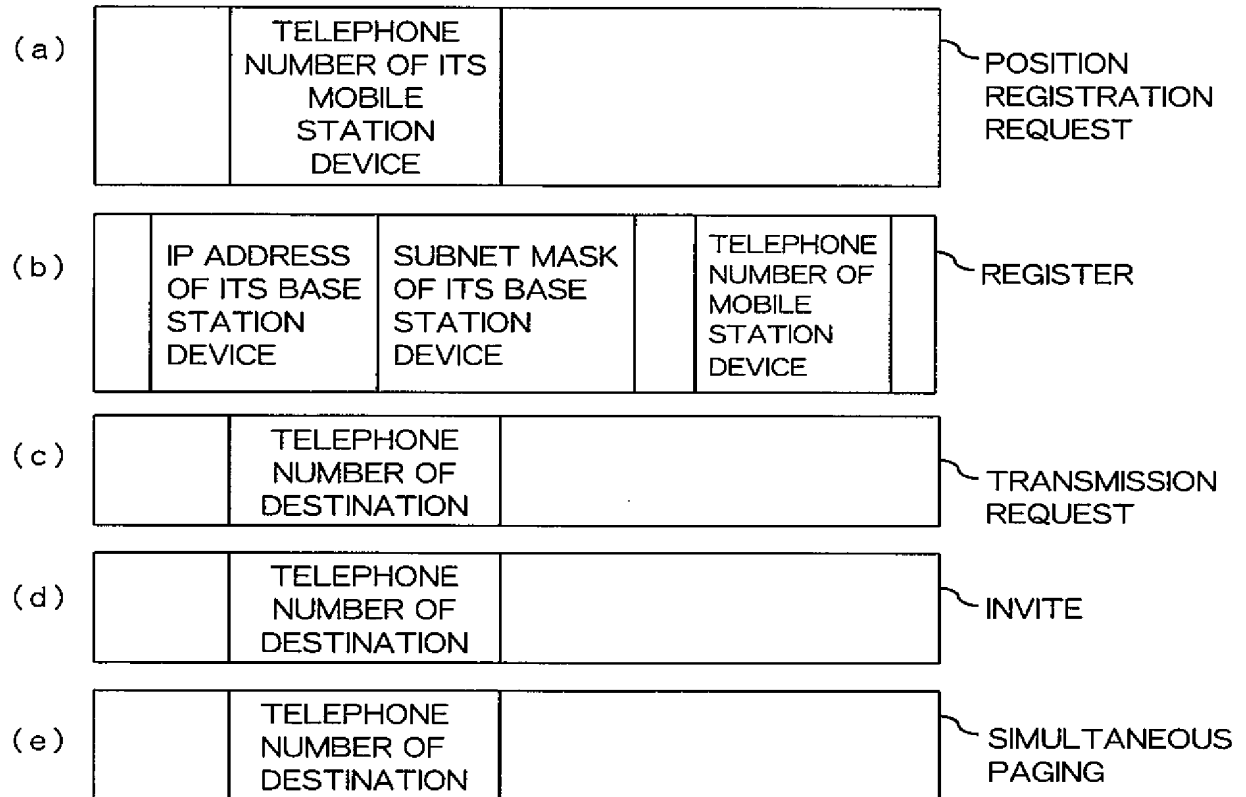 (a)
TELEPHONE
NUMBER OF ITS
MOBILE
STATION
DEVICE
POSITION
REGISTRATION
REQUEST
(b)
IP ADDRESS
OF ITS BASE
STATION
DEVICE
SUBNET MASK
OF ITS BASE
STATION
DEVICE
TELEPHONE
NUMBER OF
MOBILE
STATION
DEVICE
REGISTER
(c)
TELEPHONE
NUMBER OF
DESTINATION
TRANSMISSION
REQUEST
(d)
TELEPHONE
NUMBER OF
DESTINATION
INVITE
(e)
TELEPHONE
NUMBER OF
DESTINATION
SIMULTANEOUS
PAGING